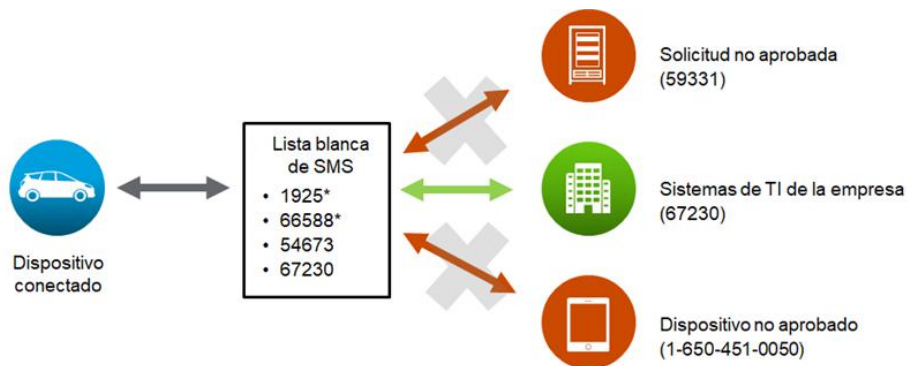 Dispositivo
conectado
Lista blanca
de SMS
• 1925*
• 66588*
• 54673
• 67230
Solicitud no aprobada
(59331)
Sistemas de TI de la empresa
(67230)
Dispositivo no aprobado
(1-650-451-0050)